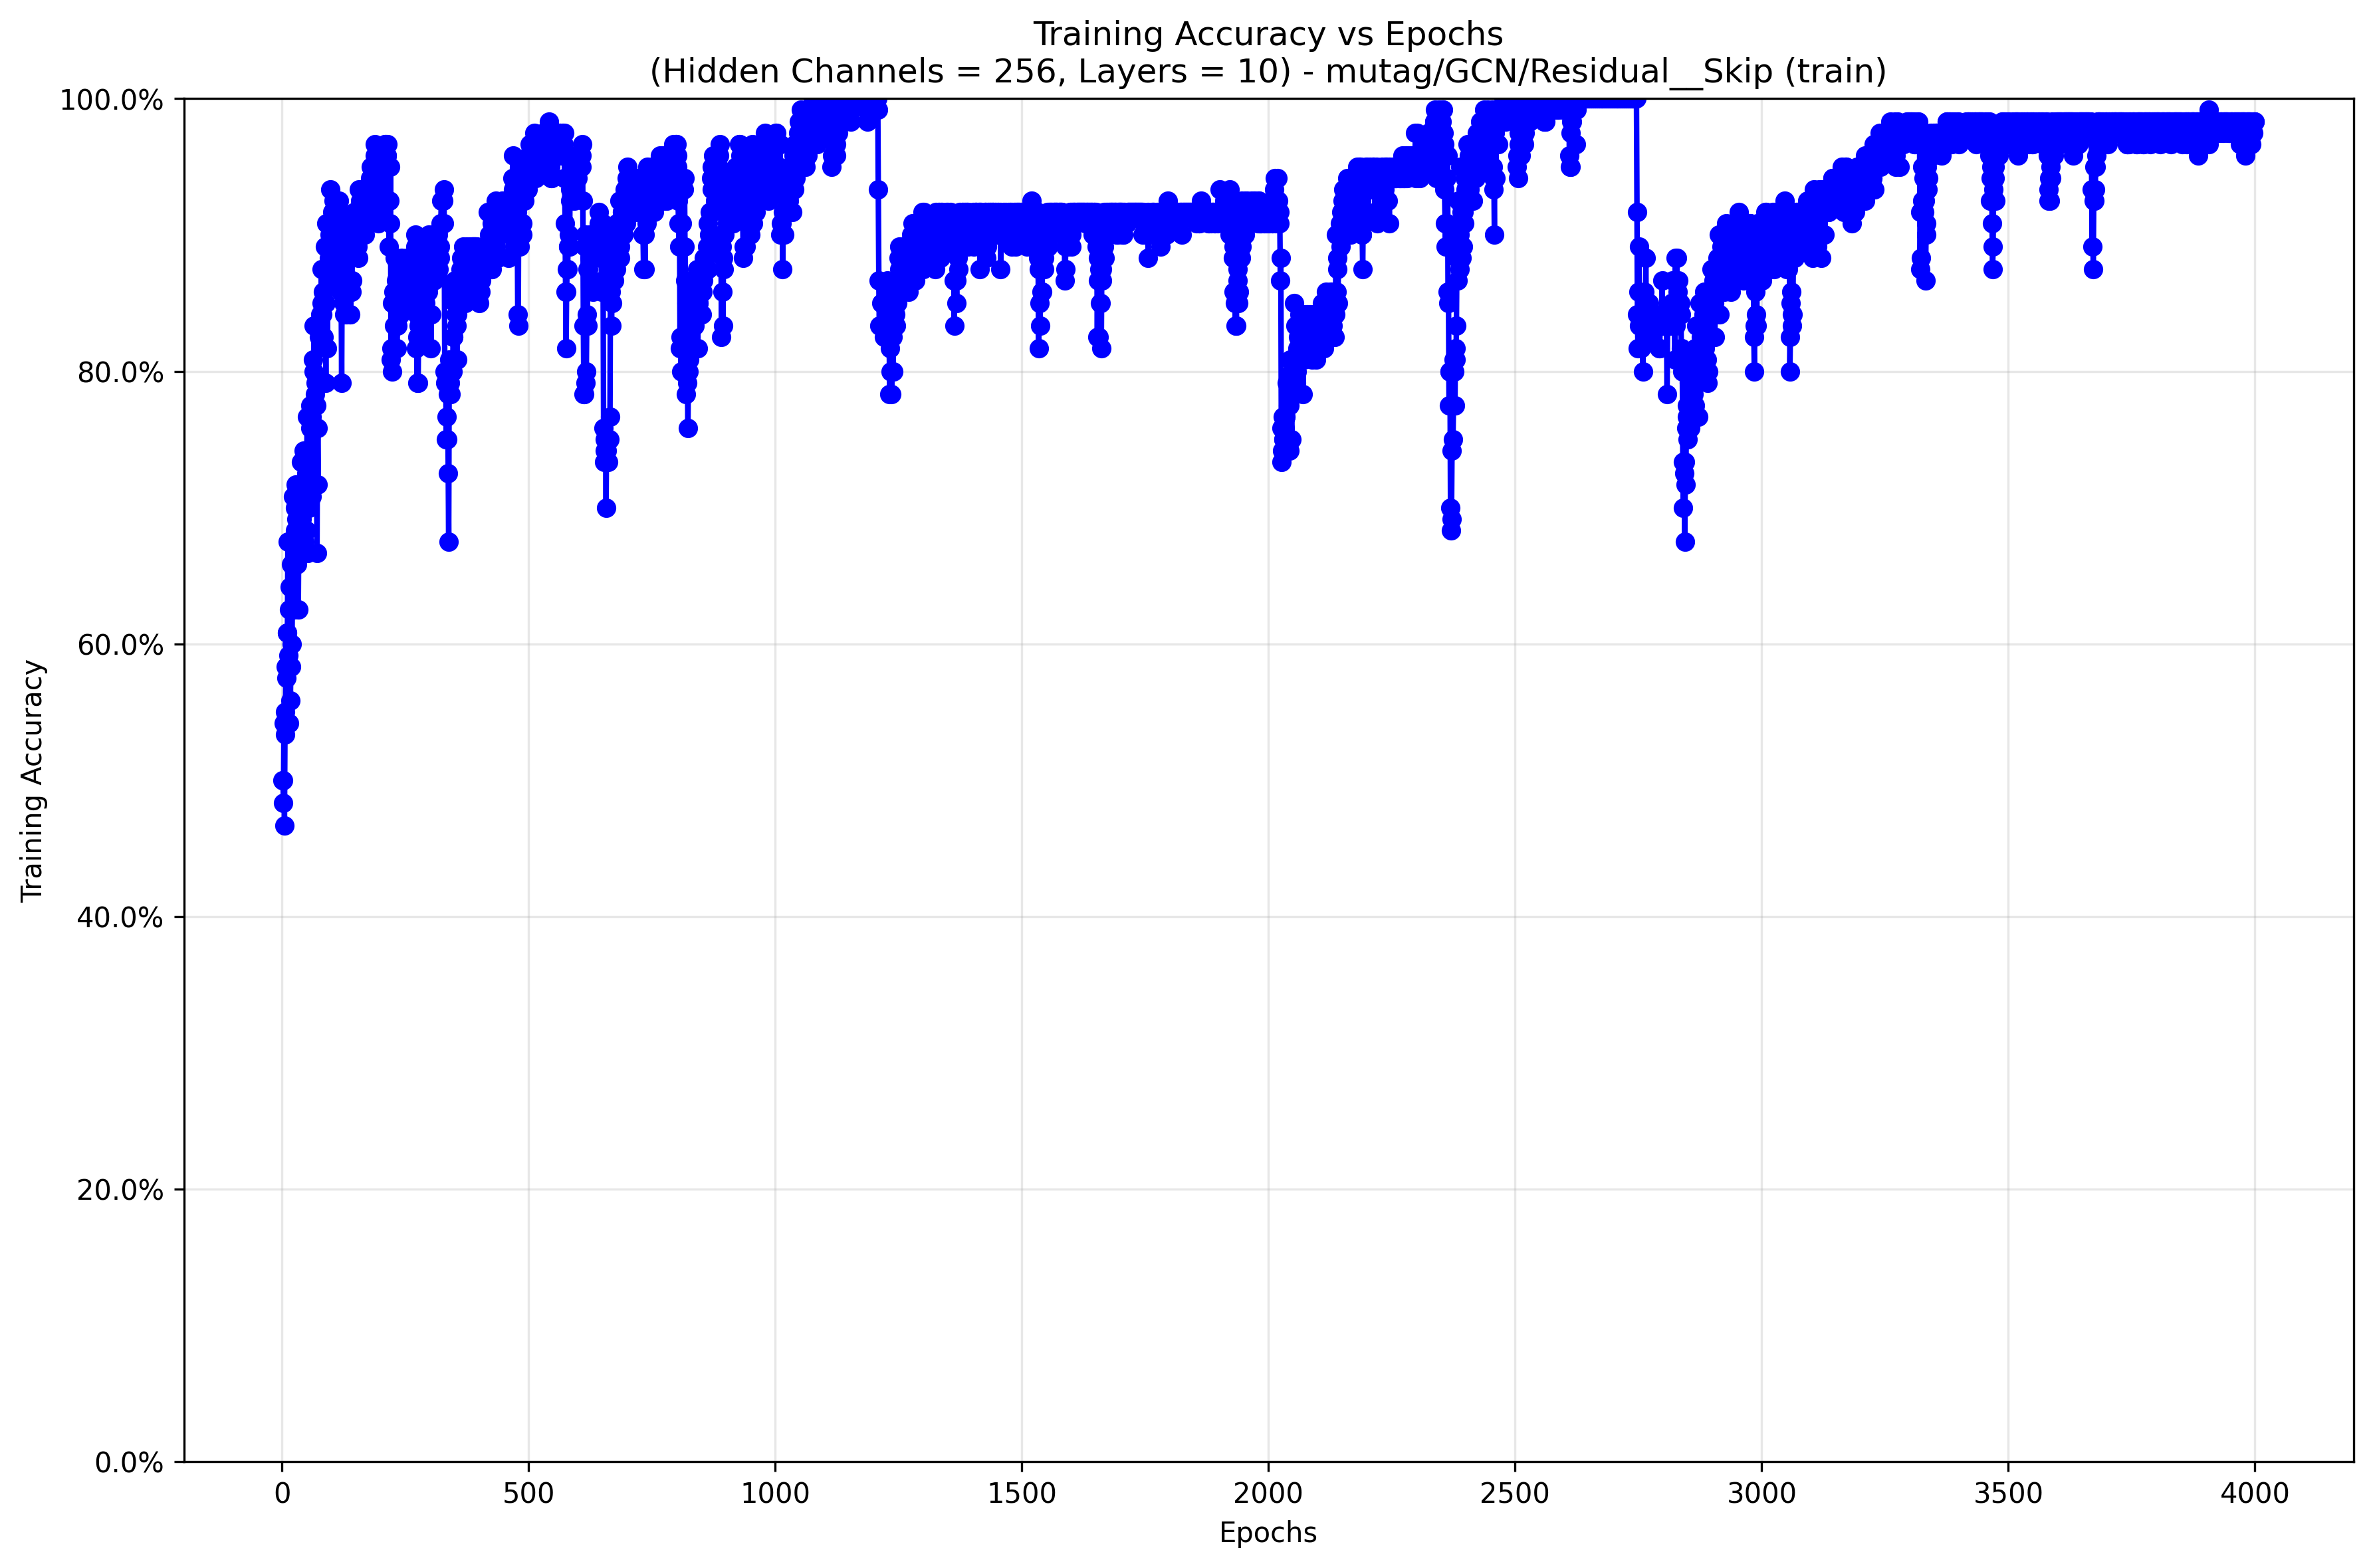 Training Accuracy vs Epochs
(Hidden Channels = 256, Layers = 10) - mutag/GCN/Residual__Skip (train)
100.0%
80.0%
60.0%
40.0%
20.0%
0.0%
Training Accuracy
0 500 1000 1500 2000 2500 3000 3500 4000
Epochs